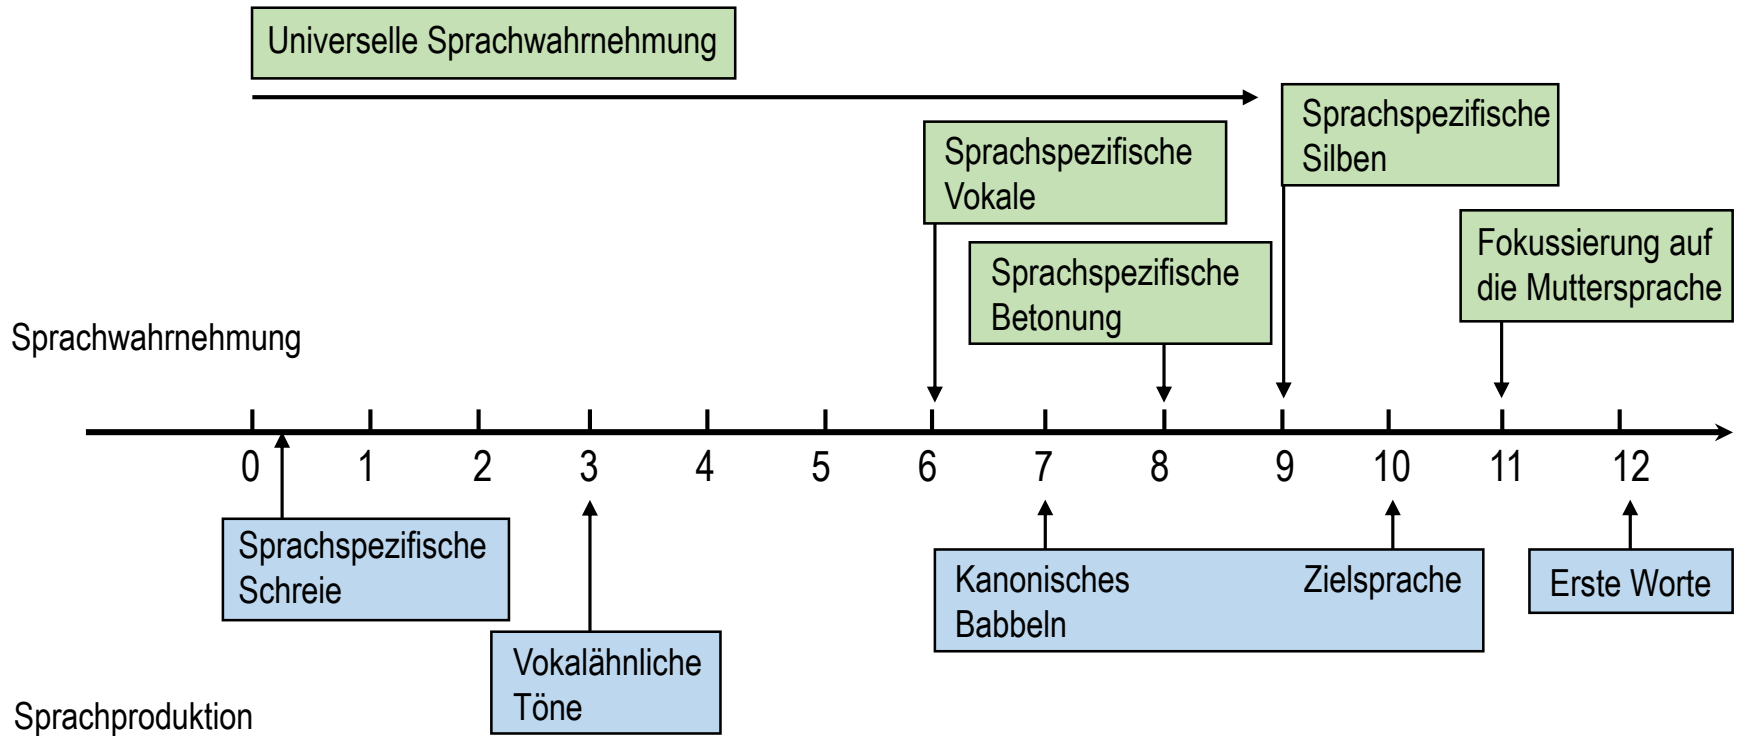 Universelle Sprachwahrnehmung
Sprachspezifische
Silben
Sprachspezifische
Vokale
Fokussierung auf
die Muttersprache
Sprachspezifische
Betonung
Sprachwahrnehmung
0 1 2 3 4 5 6 7 8 9 10 11 12
Sprachspezifische
Schreie
Kanonisches Zielsprache
Babbeln
Erste Worte
Vokalähnliche
Töne
Sprachproduktion